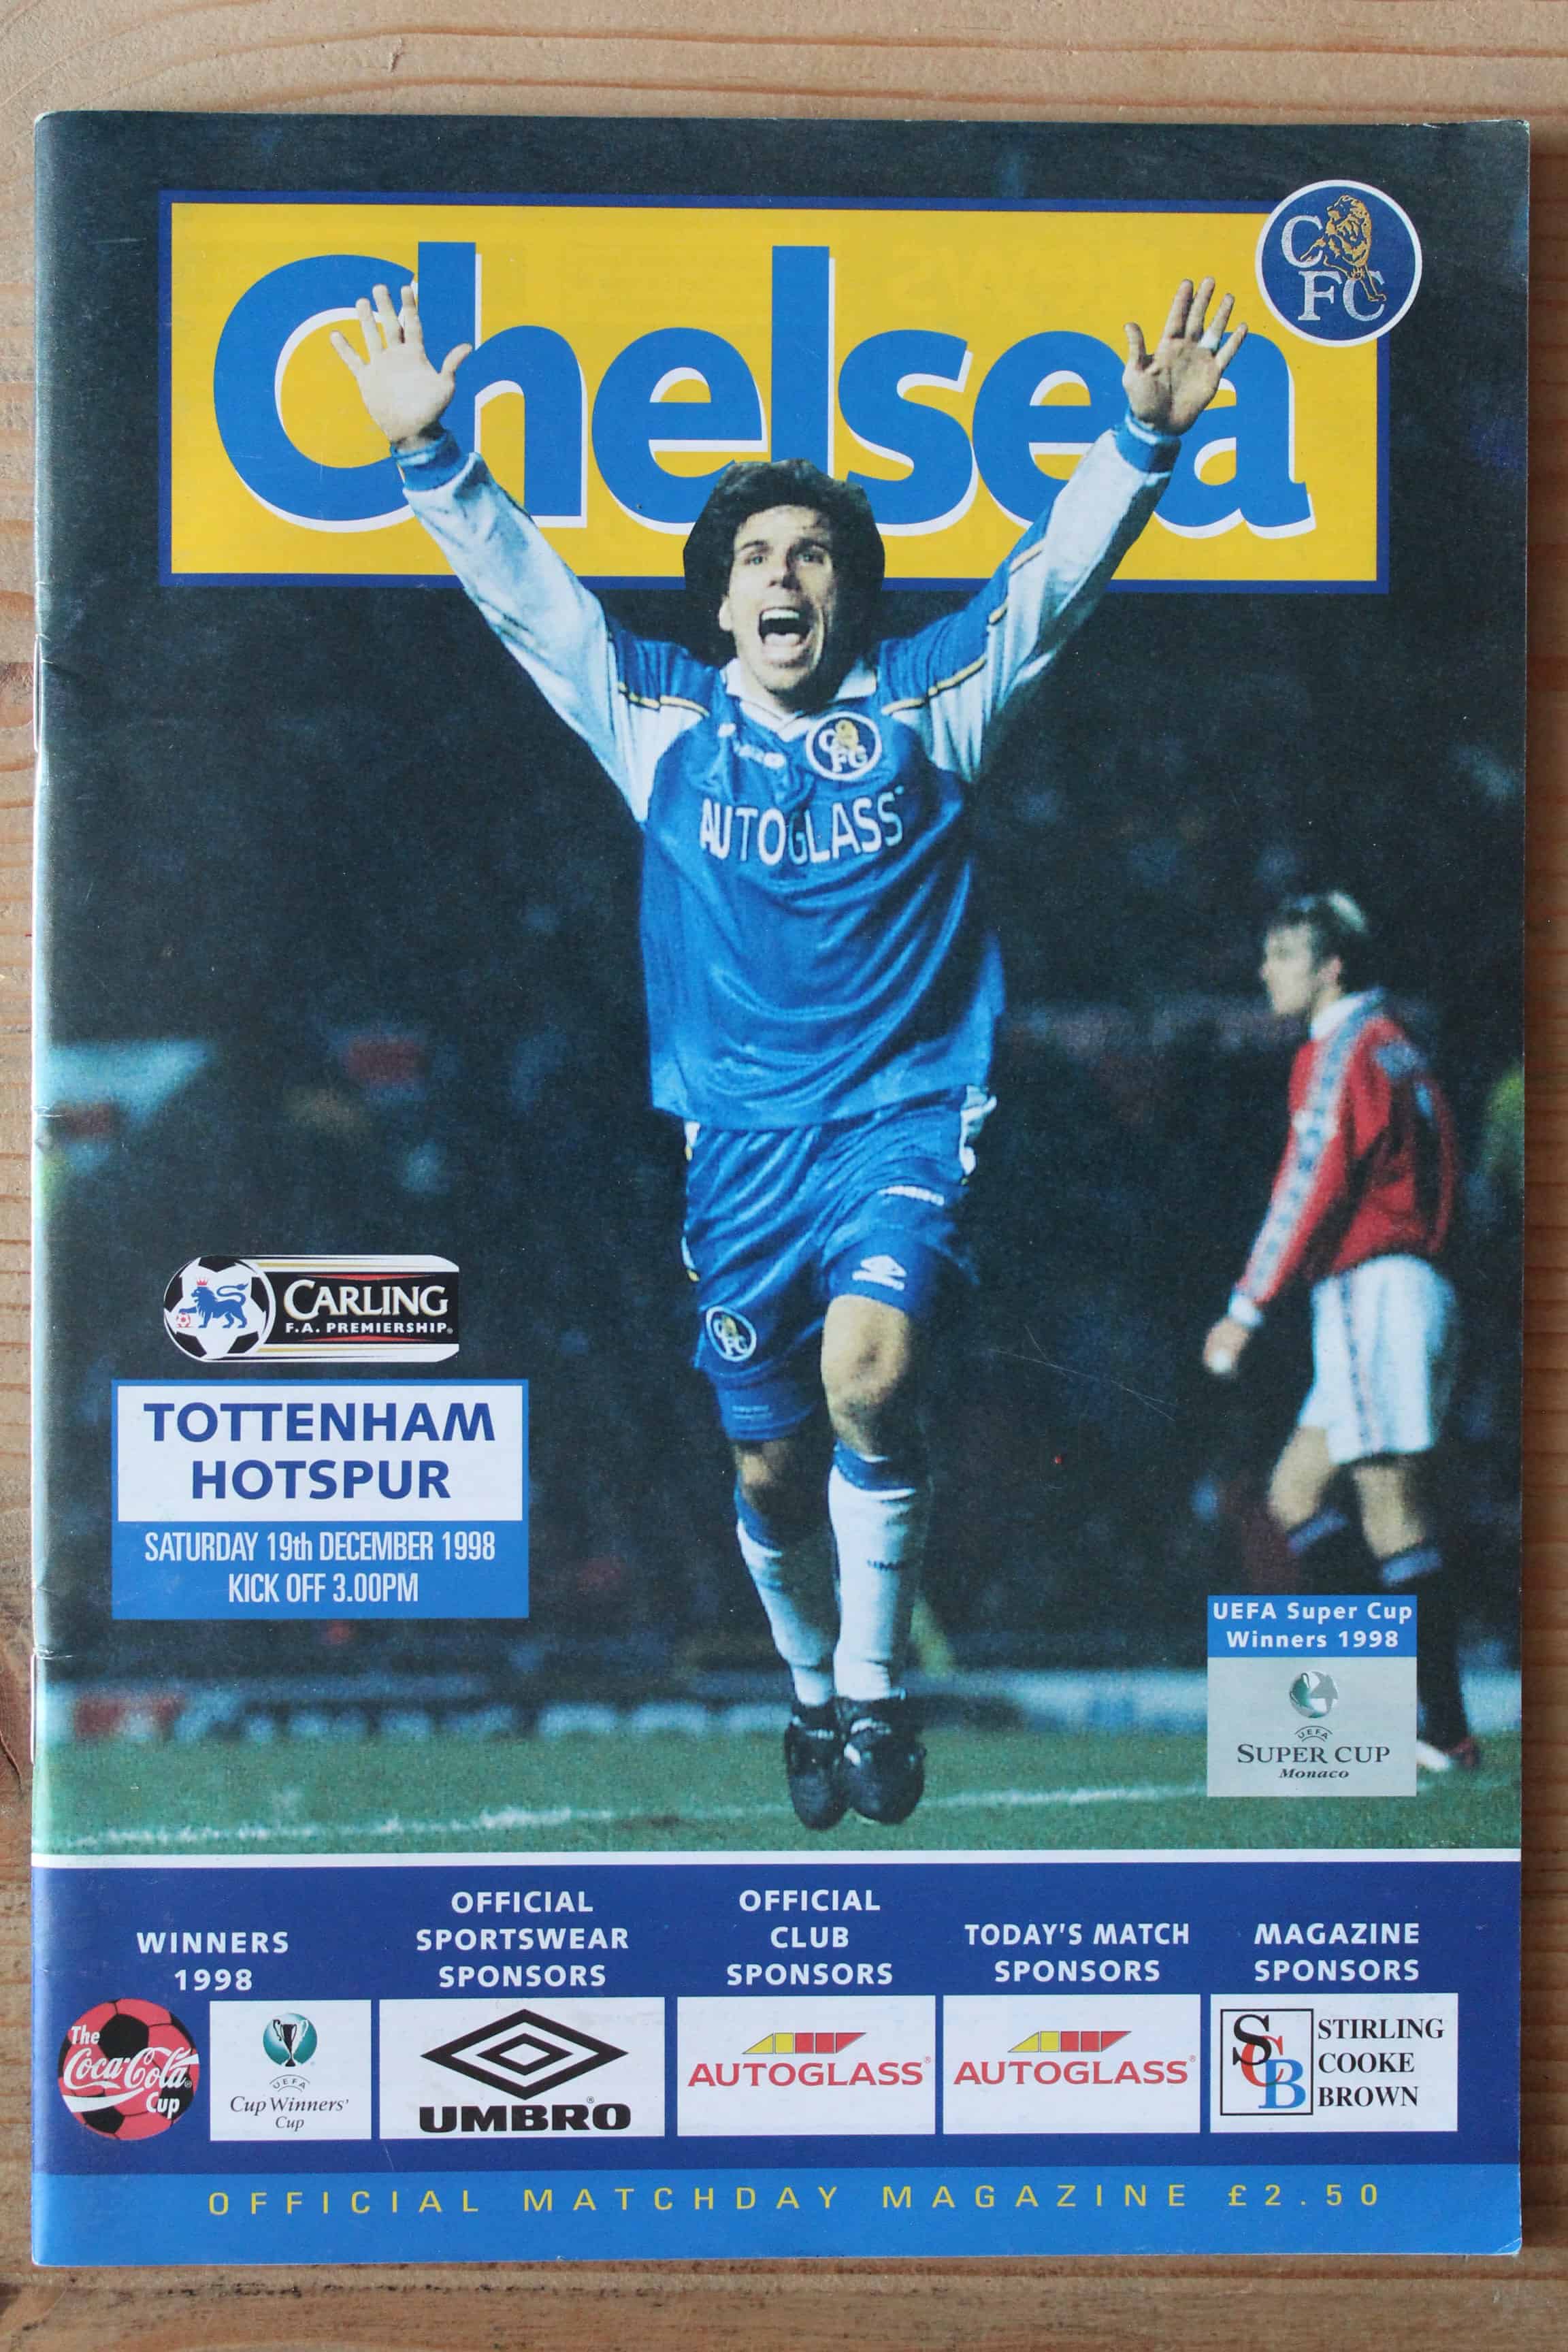 Chelsea
CFC
CFC
AUTOGLASS
CARLING
F.A. PREMIERSHIP
TOTTENHAM
HOTSPUR
SATURDAY 19th DECEMBER 1998
KICK OFF 3.00PM
UEFA Super Cup
Winners 1998
UEFA
SUPER CUP
Monaco
WINNERS
1998
The
Coca-Cola
Cup
UEFA
Cup Winners'
Cup
OFFICIAL
SPORTSWEAR
SPONSORS
UMBRO
OFFICIAL
CLUB
SPONSORS
AUTOGLASS
TODAY'S MATCH
SPONSORS
AUTOGLASS
MAGAZINE
SPONSORS
SCB
STIRLING
COOKE
BROWN
OFFICIAL MATCHDAY MAGAZINE £2.50